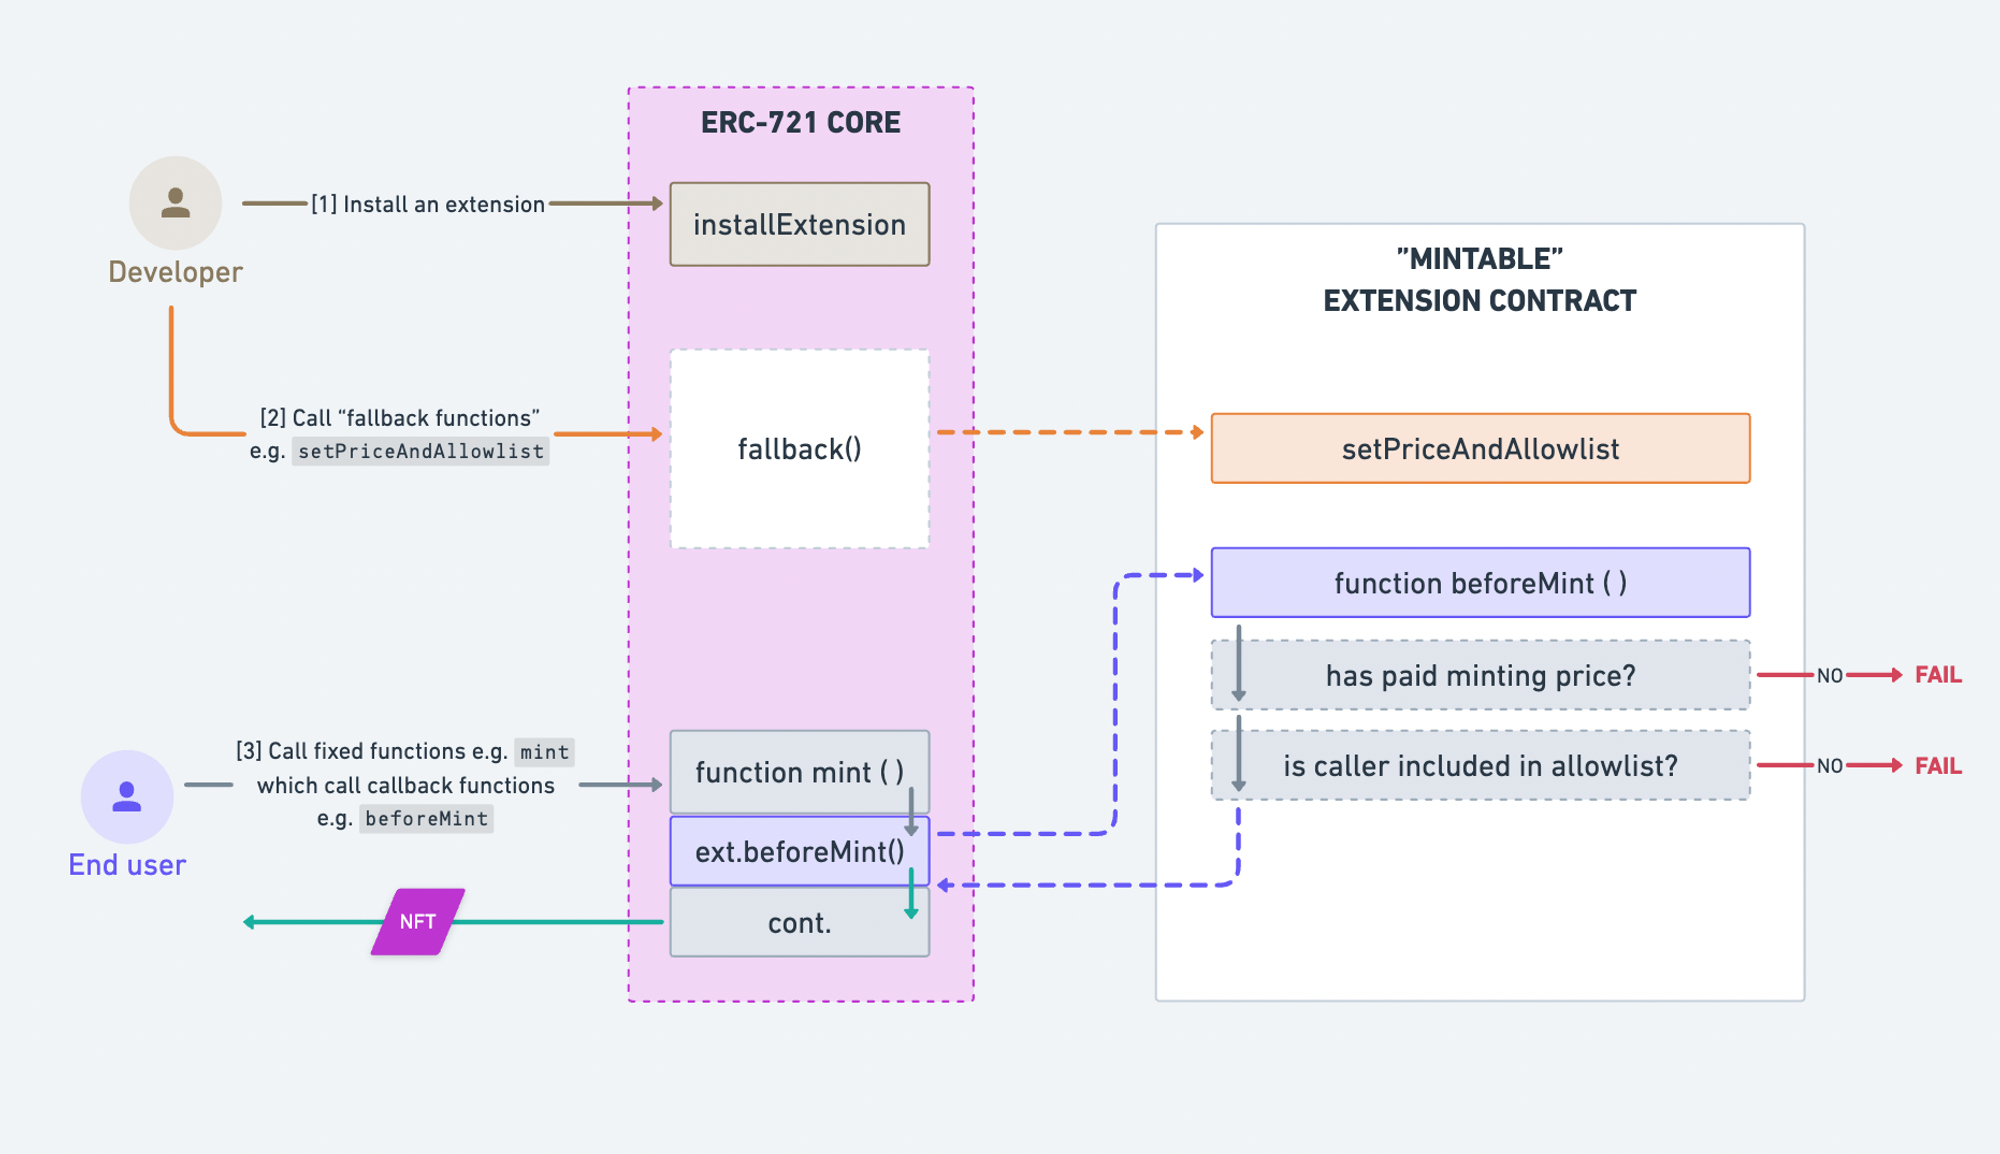 ERC-721 CORE
[1] Install an extension
installExtension
Developer
”MINTABLE”
EXTENSION CONTRACT
[2] Call “fallback functions”
e.g. setPriceAndAllowlist
fallback()
setPriceAndAllowlist
function beforeMint ( )
has paid minting price?
NO
FAIL
[3] Call fixed functions e.g. mint
which call callback functions
e.g. beforeMint
function mint ( )
is caller included in allowlist?
NO
FAIL
End user
ext.beforeMint()
NFT
cont.